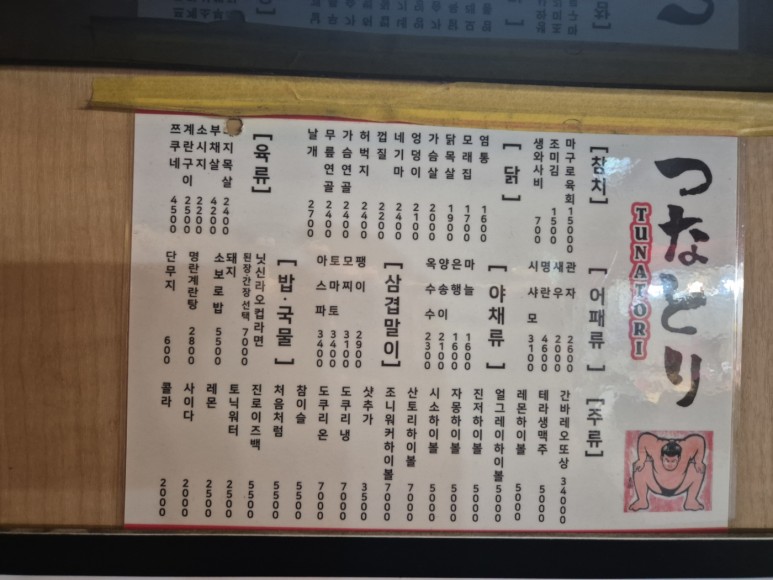 つなとり
TUNATORI
[참치]
마구로육회 15000
조미김 1500
생와사비 700
[닭]
염통 1600
모래집 1700
닭목살 1900
가슴살 2000
엉덩이 2100
네기마 2400
껍질 2200
허벅지 2400
가슴연골 2400
무릎연골 2400
날개 2700
[육류]
지목살 2400
부채살 4200
소시지 2200
계란구이 2500
쯔쿠네 4500
[어패류]
관자 2600
새우 2000
명란 4600
시샤모 3100
[야채류]
마늘 1600
은행 1600
양송이 2100
옥수수 2300
[삼겹말이]
팽이 2900
모찌 3100
토마토 3400
아스파 3400
[밥·국물]
닛신라오컵라면
된장간장선택 7000
돼지
소보로밥 5500
명란계란탕 2800
단무지 600
[주류]
간바레오또상 34000
테라생맥주 5000
레몬하이볼 5000
얼그레이하이볼 5000
진저하이볼 5000
자몽하이볼 5000
시소하이볼 5000
산토리하이볼 7000
조니워커하이볼 7000
샷추가 3500
도쿠리냉 7000
도쿠리온 7000
참이슬 5500
처음처럼 5500
진로이즈백 5500
토닉워터 2500
레몬 2500
사이다 2000
콜라 2000